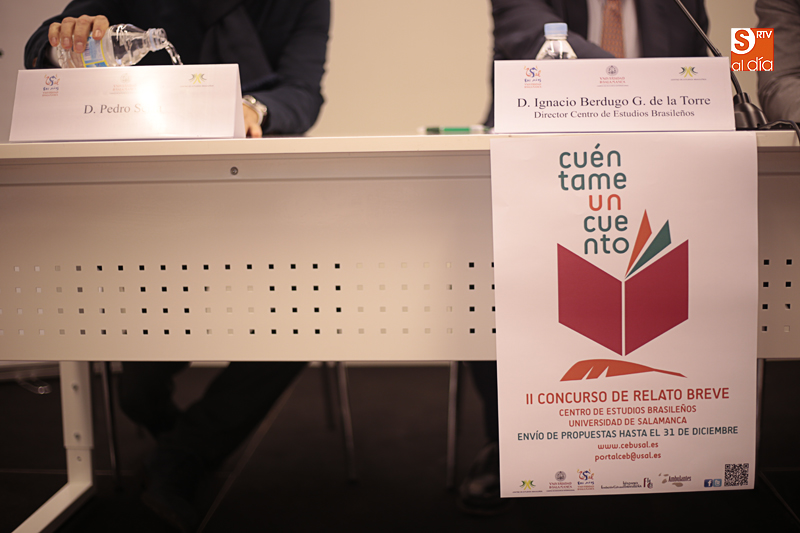 S RTV
al día
D. Pedro
D. Ignacio Berdugo G. de la Torre
Director Centro de Estudios Brasileños
cuén
tame
un
cue
nto
II CONCURSO DE RELATO BREVE
CENTRO DE ESTUDIOS BRASILEÑOS
UNIVERSIDAD DE SALAMANCA
ENVÍO DE PROPUESTAS HASTA EL 31 DE DICIEMBRE
www.cebusal.es
portalceb@usal.es